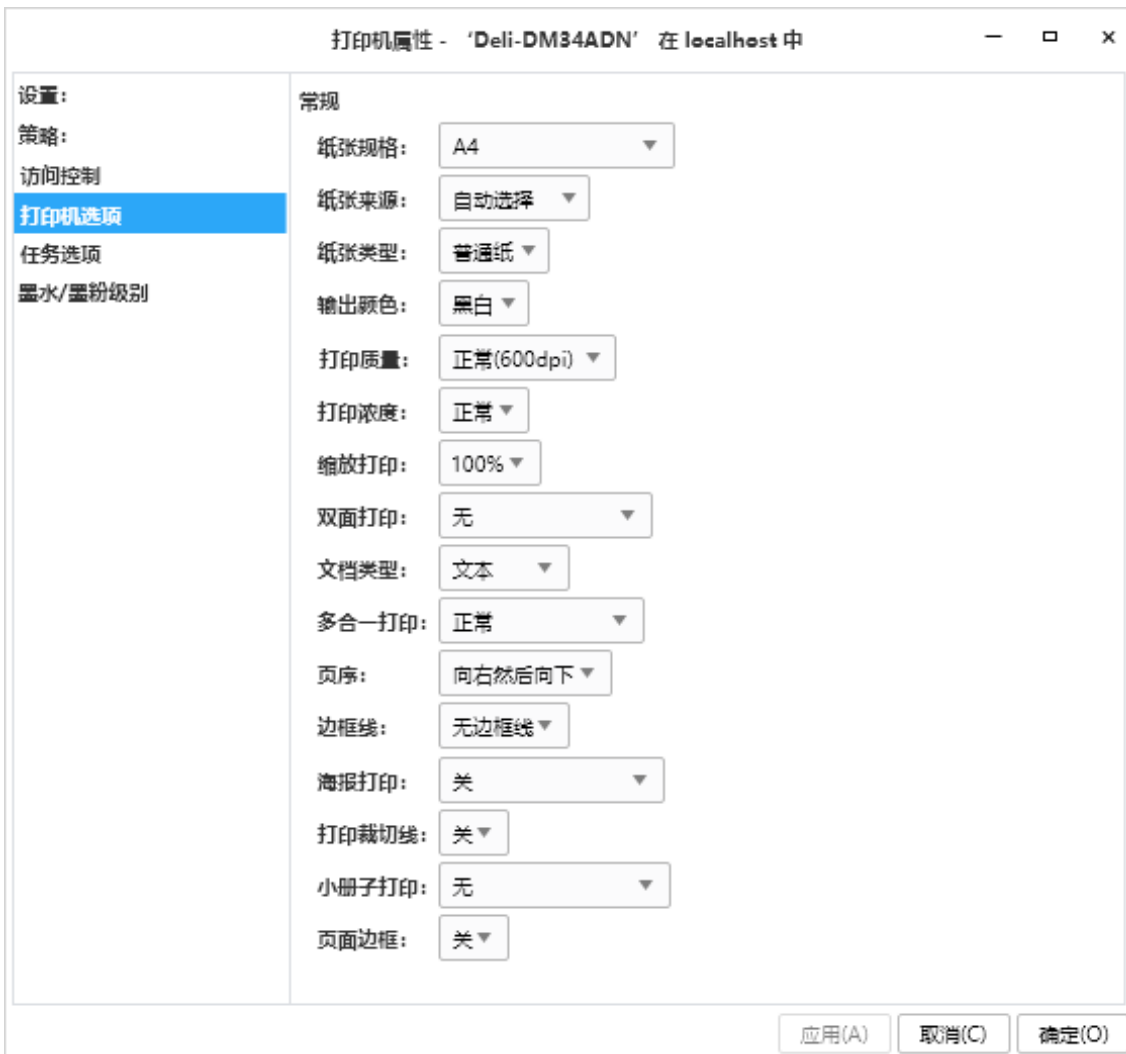 打印机属性 - ‘Deli-DM34ADN’ 在 localhost 中
设置：
策略：
访问控制
打印机选项
任务选项
墨水/墨粉级别
常规
纸张规格： A4
纸张来源： 自动选择
纸张类型： 普通纸
输出颜色： 黑白
打印质量： 正常(600dpi)
打印浓度： 正常
缩放打印： 100%
双面打印： 无
文档类型： 文本
多合一打印： 正常
页序： 向右然后向下
边框线： 无边框线
海报打印： 关
打印裁切线： 关
小册子打印： 无
页面边框： 关
应用(A) 取消(C) 确定(O)